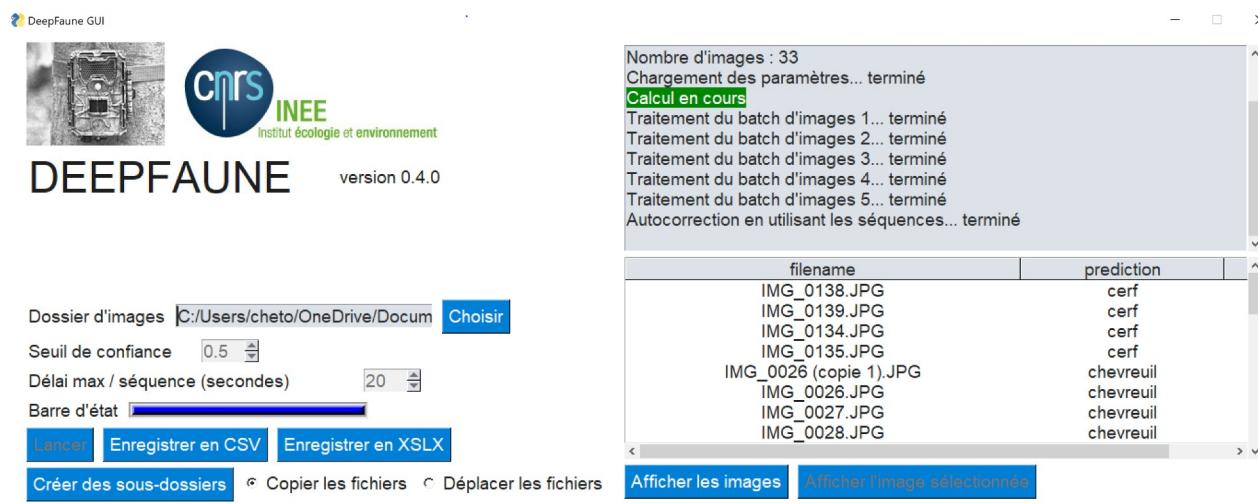 DeepFaune GUI
cnrs
INEE
Institut écologie et environnement
DEEPFAUNE version 0.4.0
Dossier d'images C:/Users/cheto/OneDrive/Docum Choisir
Seuil de confiance 0.5
Délai max / séquence (secondes) 20
Barre d'état
Lancer Enregistrer en CSV Enregistrer en XSLX
Créer des sous-dossiers Copier les fichiers Déplacer les fichiers
Nombre d'images : 33
Chargement des paramètres... terminé
Calcul en cours
Traitement du batch d'images 1... terminé
Traitement du batch d'images 2... terminé
Traitement du batch d'images 3... terminé
Traitement du batch d'images 4... terminé
Traitement du batch d'images 5... terminé
Autocorrection en utilisant les séquences... terminé
filename prediction
IMG_0138.JPG cerf
IMG_0139.JPG cerf
IMG_0134.JPG cerf
IMG_0135.JPG cerf
IMG_0026 (copie 1).JPG chevreuil
IMG_0026.JPG chevreuil
IMG_0027.JPG chevreuil
IMG_0028.JPG chevreuil
Afficher les images Afficher l'image sélectionnée